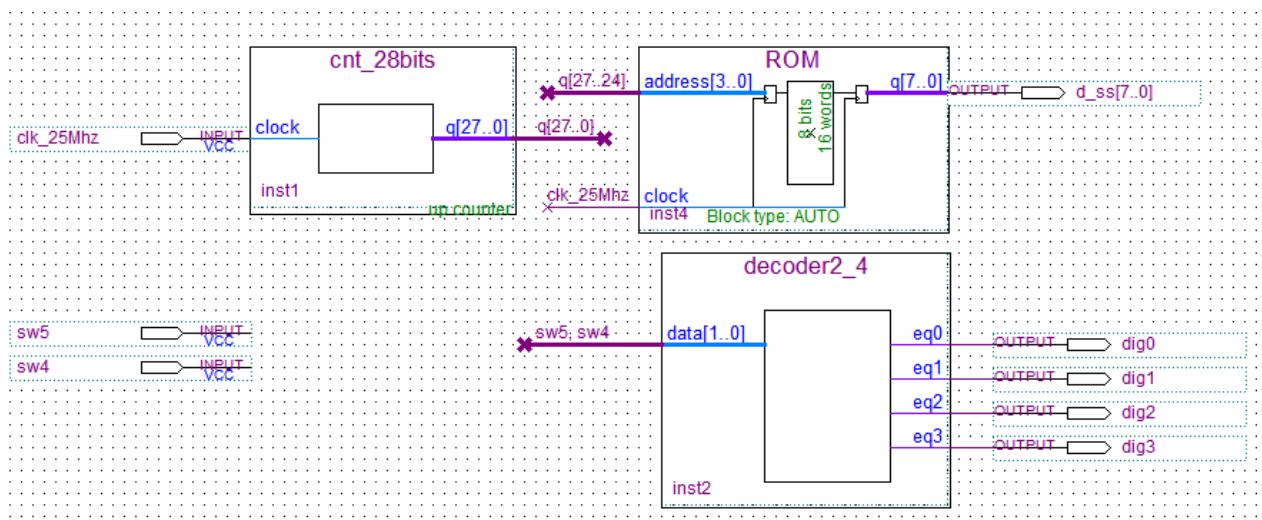 cnt_28bits
clk_25Mhz
INPUT
VCC
clock
q[27..0]
q[27..0]
inst1
up counter
ROM
q[27..24]
address[3..0]
8 bits
16 words
q[7..0]
OUTPUT
d_ss[7..0]
clk_25Mhz
clock
inst4
Block type: AUTO
sw5
INPUT
VCC
sw4
INPUT
VCC
decoder2_4
sw5, sw4
data[1..0]
eq0
OUTPUT
dig0
eq1
OUTPUT
dig1
eq2
OUTPUT
dig2
eq3
OUTPUT
dig3
inst2